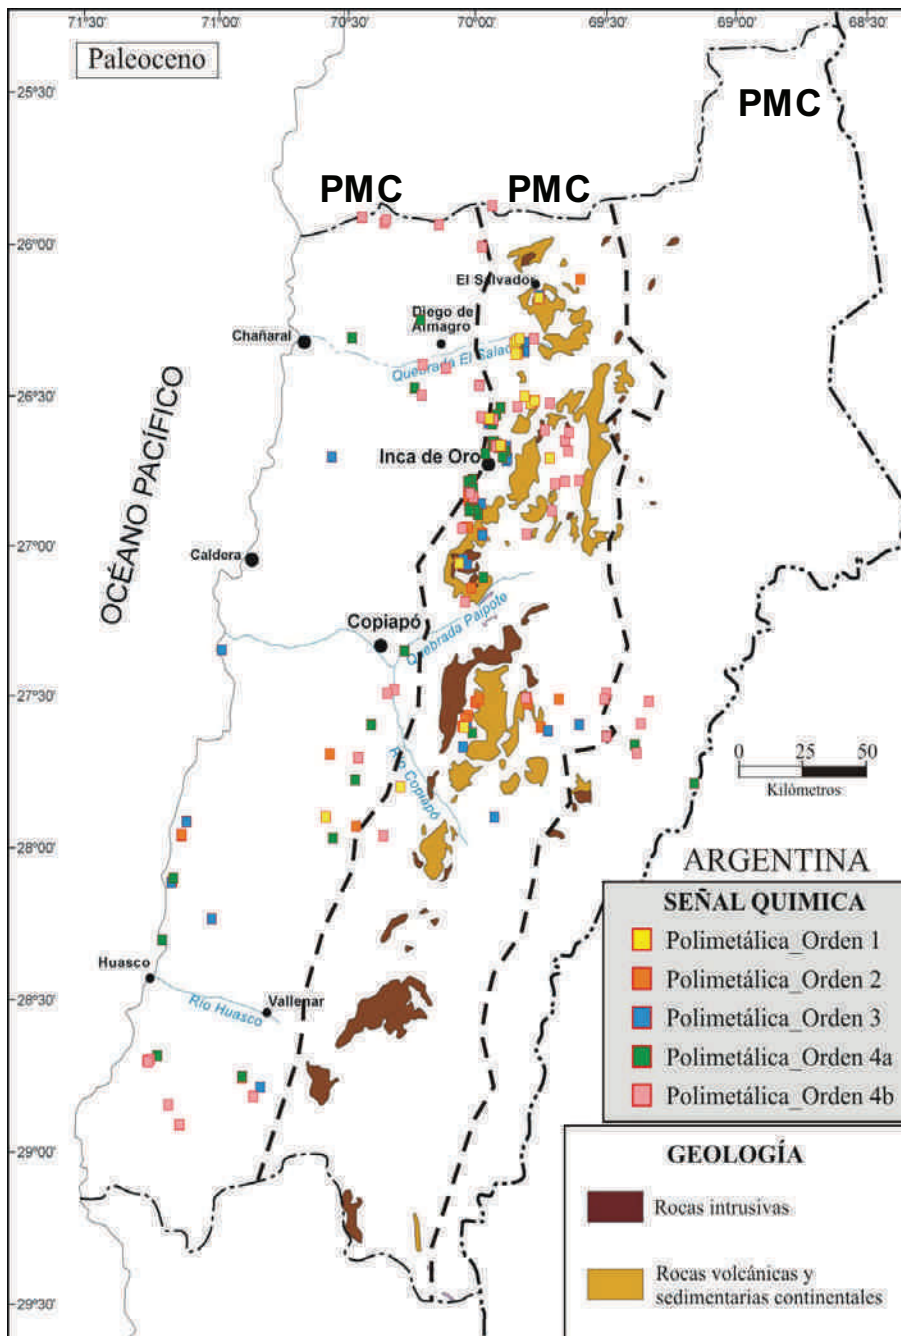 71°30'
71°00'
70°30'
70°00'
69°30'
69°00'
68°30'
Paleoceno
25°30'
PMC
PMC
PMC
26°00'
El Salvador
Diego de
Almagro
Chañaral
Quebrada El Salado
26°30'
OCÉANO PACÍFICO
Inca de Oro
27°00'
Caldera
Copiapó
Quebrada Paipote
27°30'
Río Copiapó
0 25 50
Kilómetros
28°00'
ARGENTINA
SEÑAL QUIMICA
Polimetálica_Orden 1
Polimetálica_Orden 2
Polimetálica_Orden 3
Polimetálica_Orden 4a
Polimetálica_Orden 4b
Huasco
28°30'
Río Huasco
Vallenar
29°00'
GEOLOGÍA
Rocas intrusivas
Rocas volcánicas y
sedimentarias continentales
29°30'